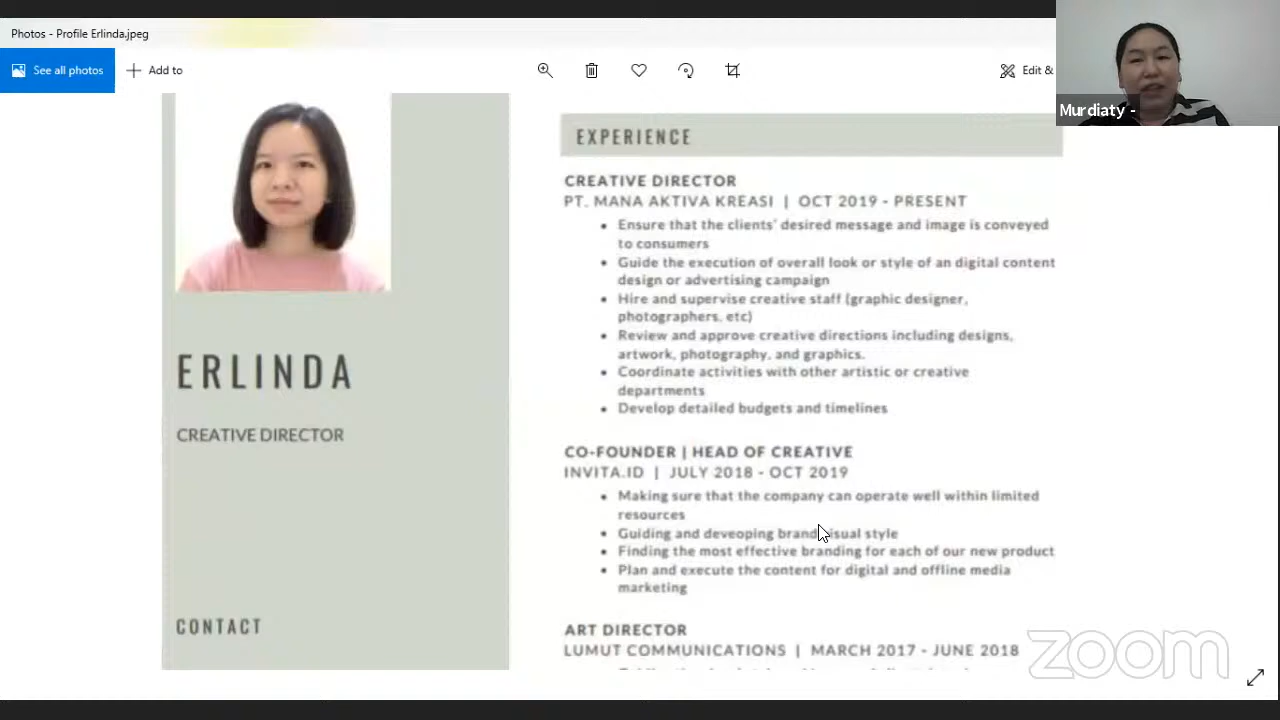 Photos - Profile Erlinda.jpeg
See all photos
Add to
Edit &
Murdiaty -
ERLINDA
CREATIVE DIRECTOR
CONTACT
EXPERIENCE
CREATIVE DIRECTOR
PT. MANA AKTIVA KREASI | OCT 2019 - PRESENT
• Ensure that the clients' desired message and image is conveyed
to consumers
• Guide the execution of overall look or style of an digital content
design or advertising campaign
• Hire and supervise creative staff (graphic designer,
photographers, etc)
• Review and approve creative directions including designs,
artwork, photography, and graphics.
• Coordinate activities with other artistic or creative
departments
• Develop detailed budgets and timelines
CO-FOUNDER | HEAD OF CREATIVE
INVITA.ID | JULY 2018 - OCT 2019
• Making sure that the company can operate well within limited
resources
• Guiding and deveoping brand visual style
• Finding the most effective branding for each of our new product
• Plan and execute the content for digital and offline media
marketing
ART DIRECTOR
LUMUT COMMUNICATIONS | MARCH 2017 - JUNE 2018
zoom